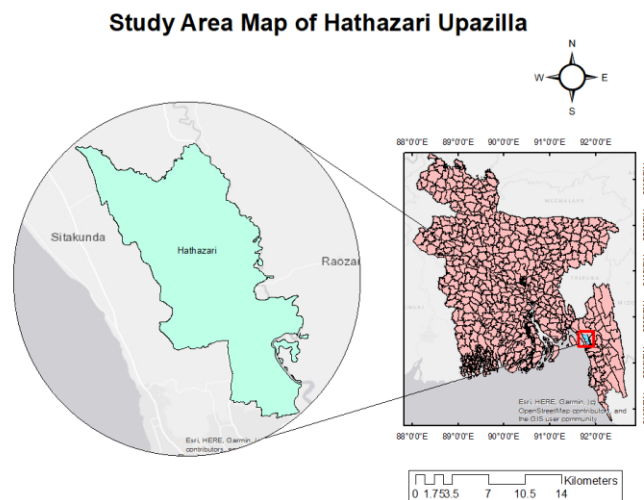 Study Area Map of Hathazari Upazilla
N
W E
S
88°0'0"E 89°0'0"E 90°0'0"E 91°0'0"E 92°0'0"E
Sitakunda
Hathazari
Raozan
Esri, HERE, Garmin, (c)
OpenStreetMap contributors, and
the GIS user community
Esri, HERE, Garmin, (c)
contributors, and
88°0'0"E 89°0'0"E 90°0'0"E 91°0'0"E 92°0'0"E
Kilometers
0 1.75 3.5 7 10.5 14